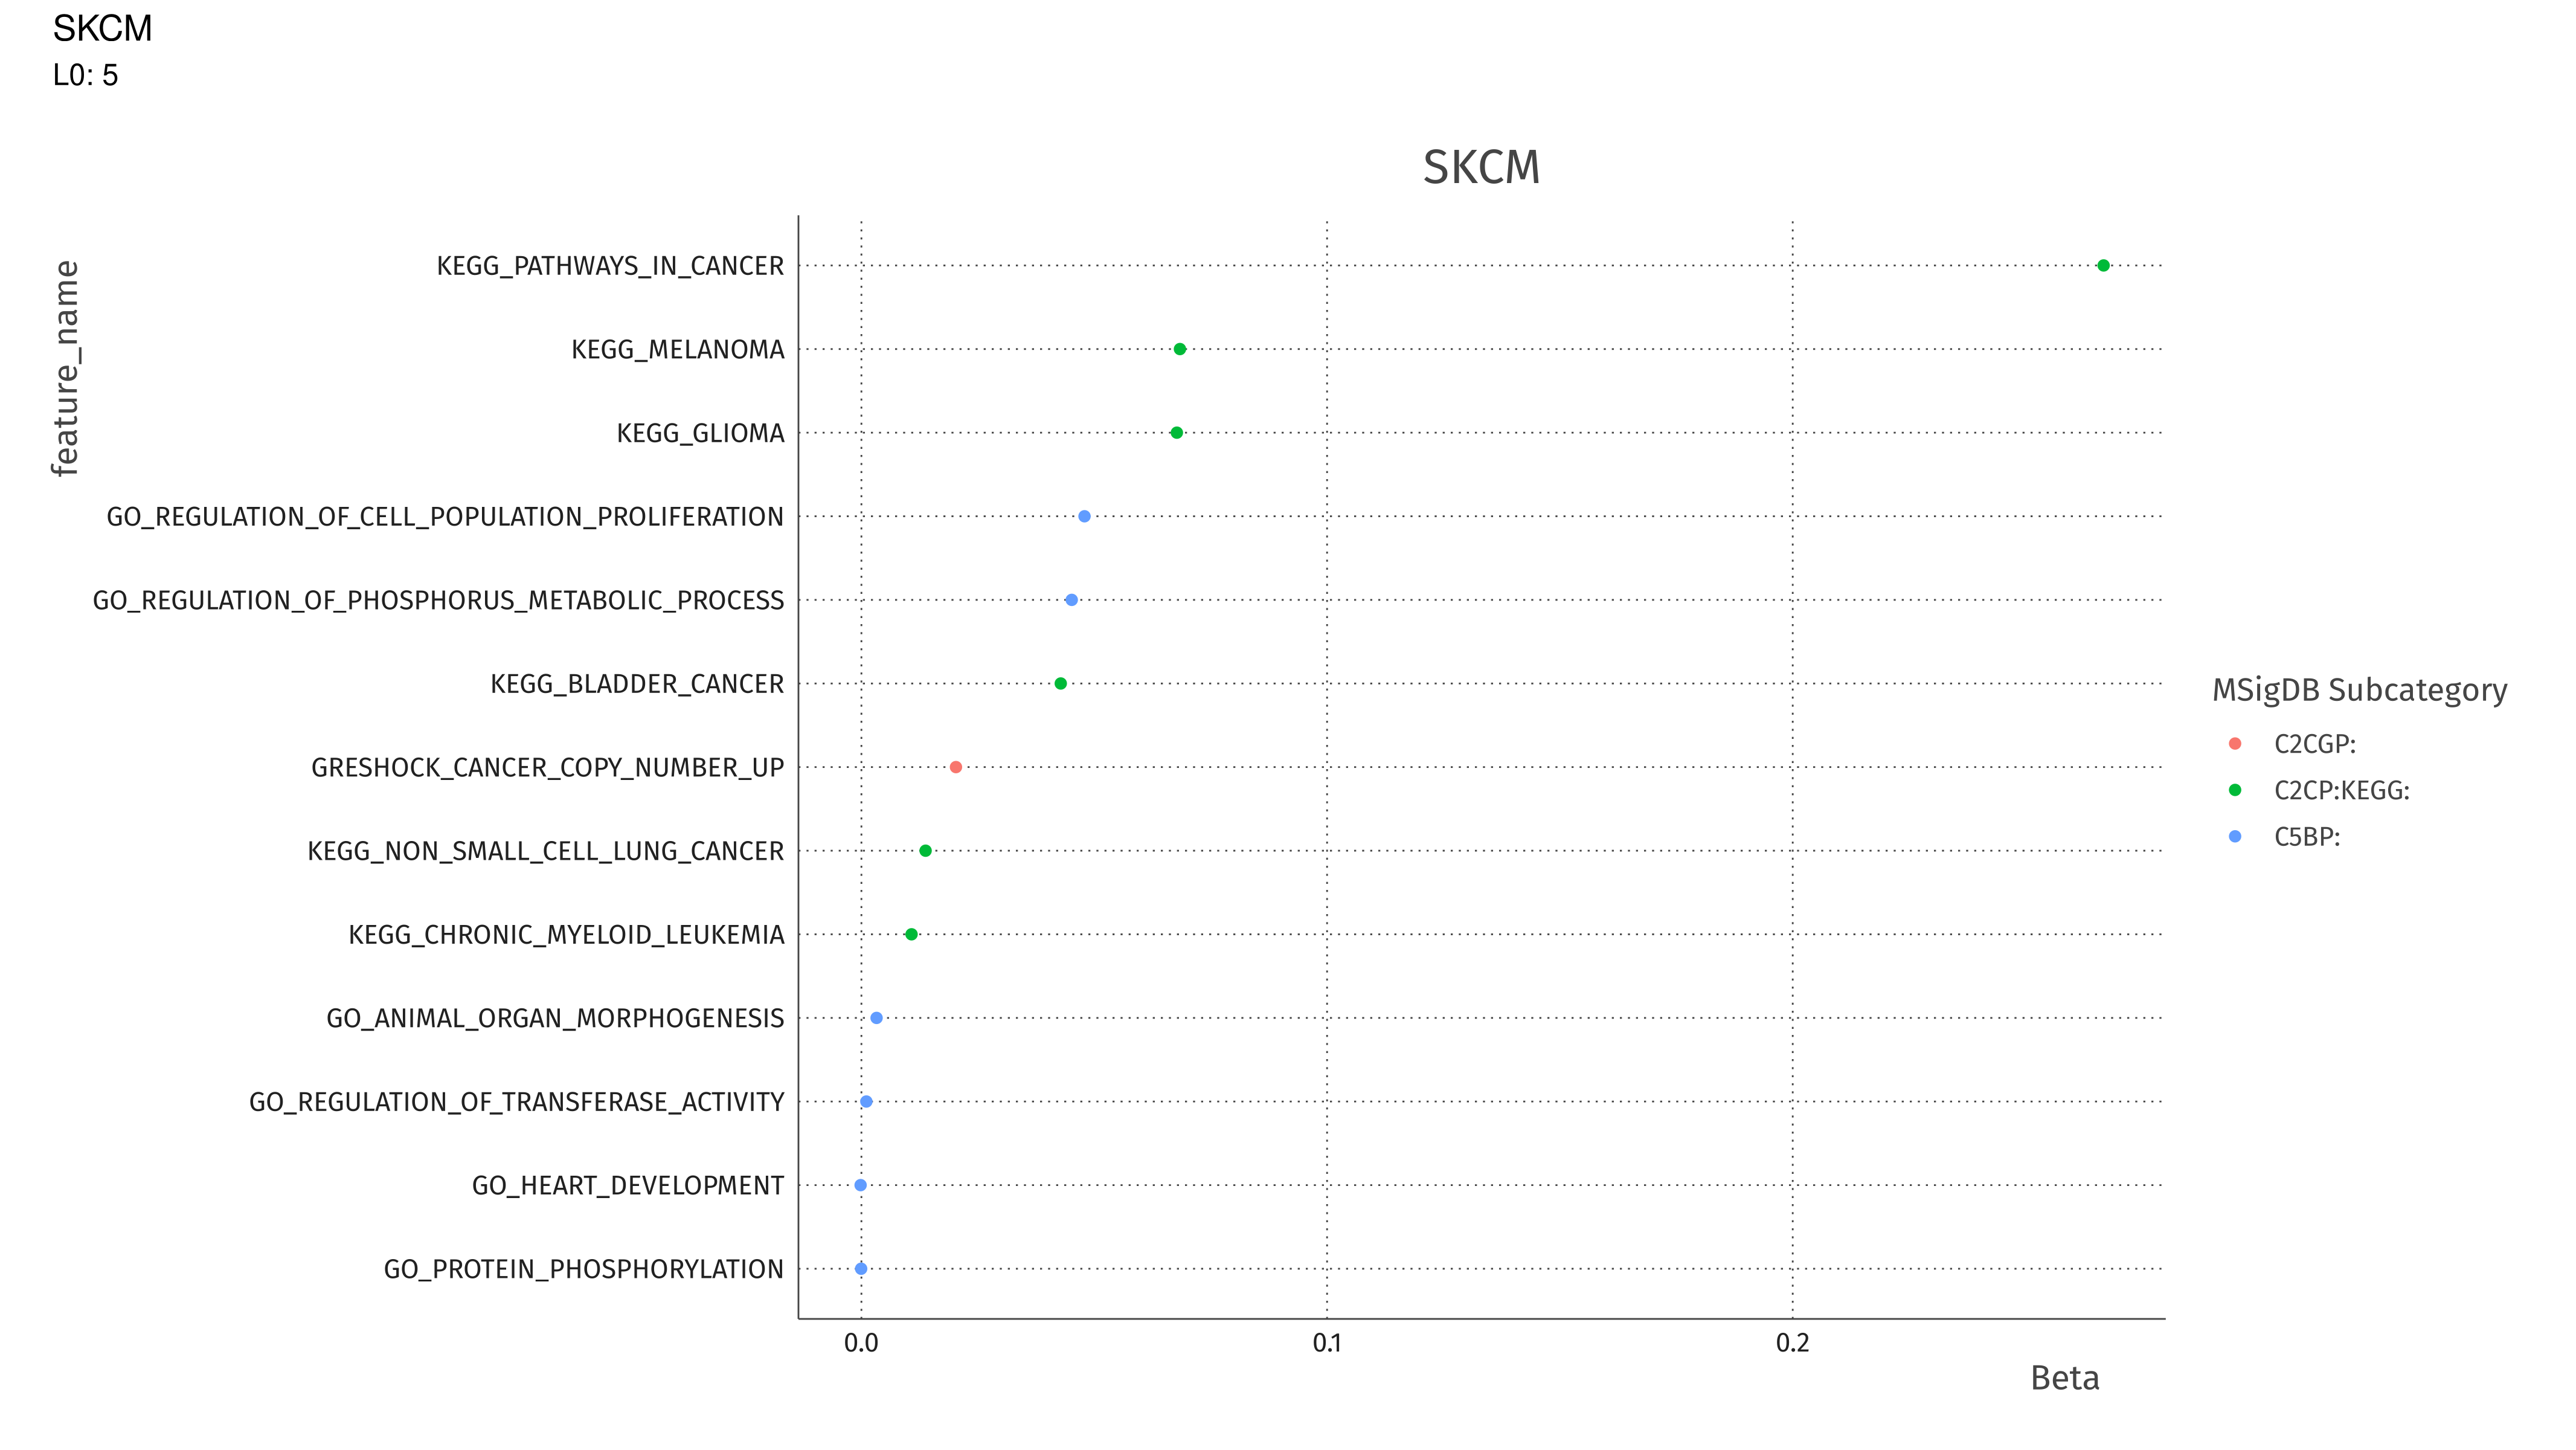 SKCM
L0: 5
SKCM
feature_name
KEGG_PATHWAYS_IN_CANCER
KEGG_MELANOMA
KEGG_GLIOMA
GO_REGULATION_OF_CELL_POPULATION_PROLIFERATION
GO_REGULATION_OF_PHOSPHORUS_METABOLIC_PROCESS
KEGG_BLADDER_CANCER
GRESHOCK_CANCER_COPY_NUMBER_UP
KEGG_NON_SMALL_CELL_LUNG_CANCER
KEGG_CHRONIC_MYELOID_LEUKEMIA
GO_ANIMAL_ORGAN_MORPHOGENESIS
GO_REGULATION_OF_TRANSFERASE_ACTIVITY
GO_HEART_DEVELOPMENT
GO_PROTEIN_PHOSPHORYLATION
0.0 0.1 0.2
Beta
MSigDB Subcategory
C2CGP:
C2CP:KEGG:
C5BP: